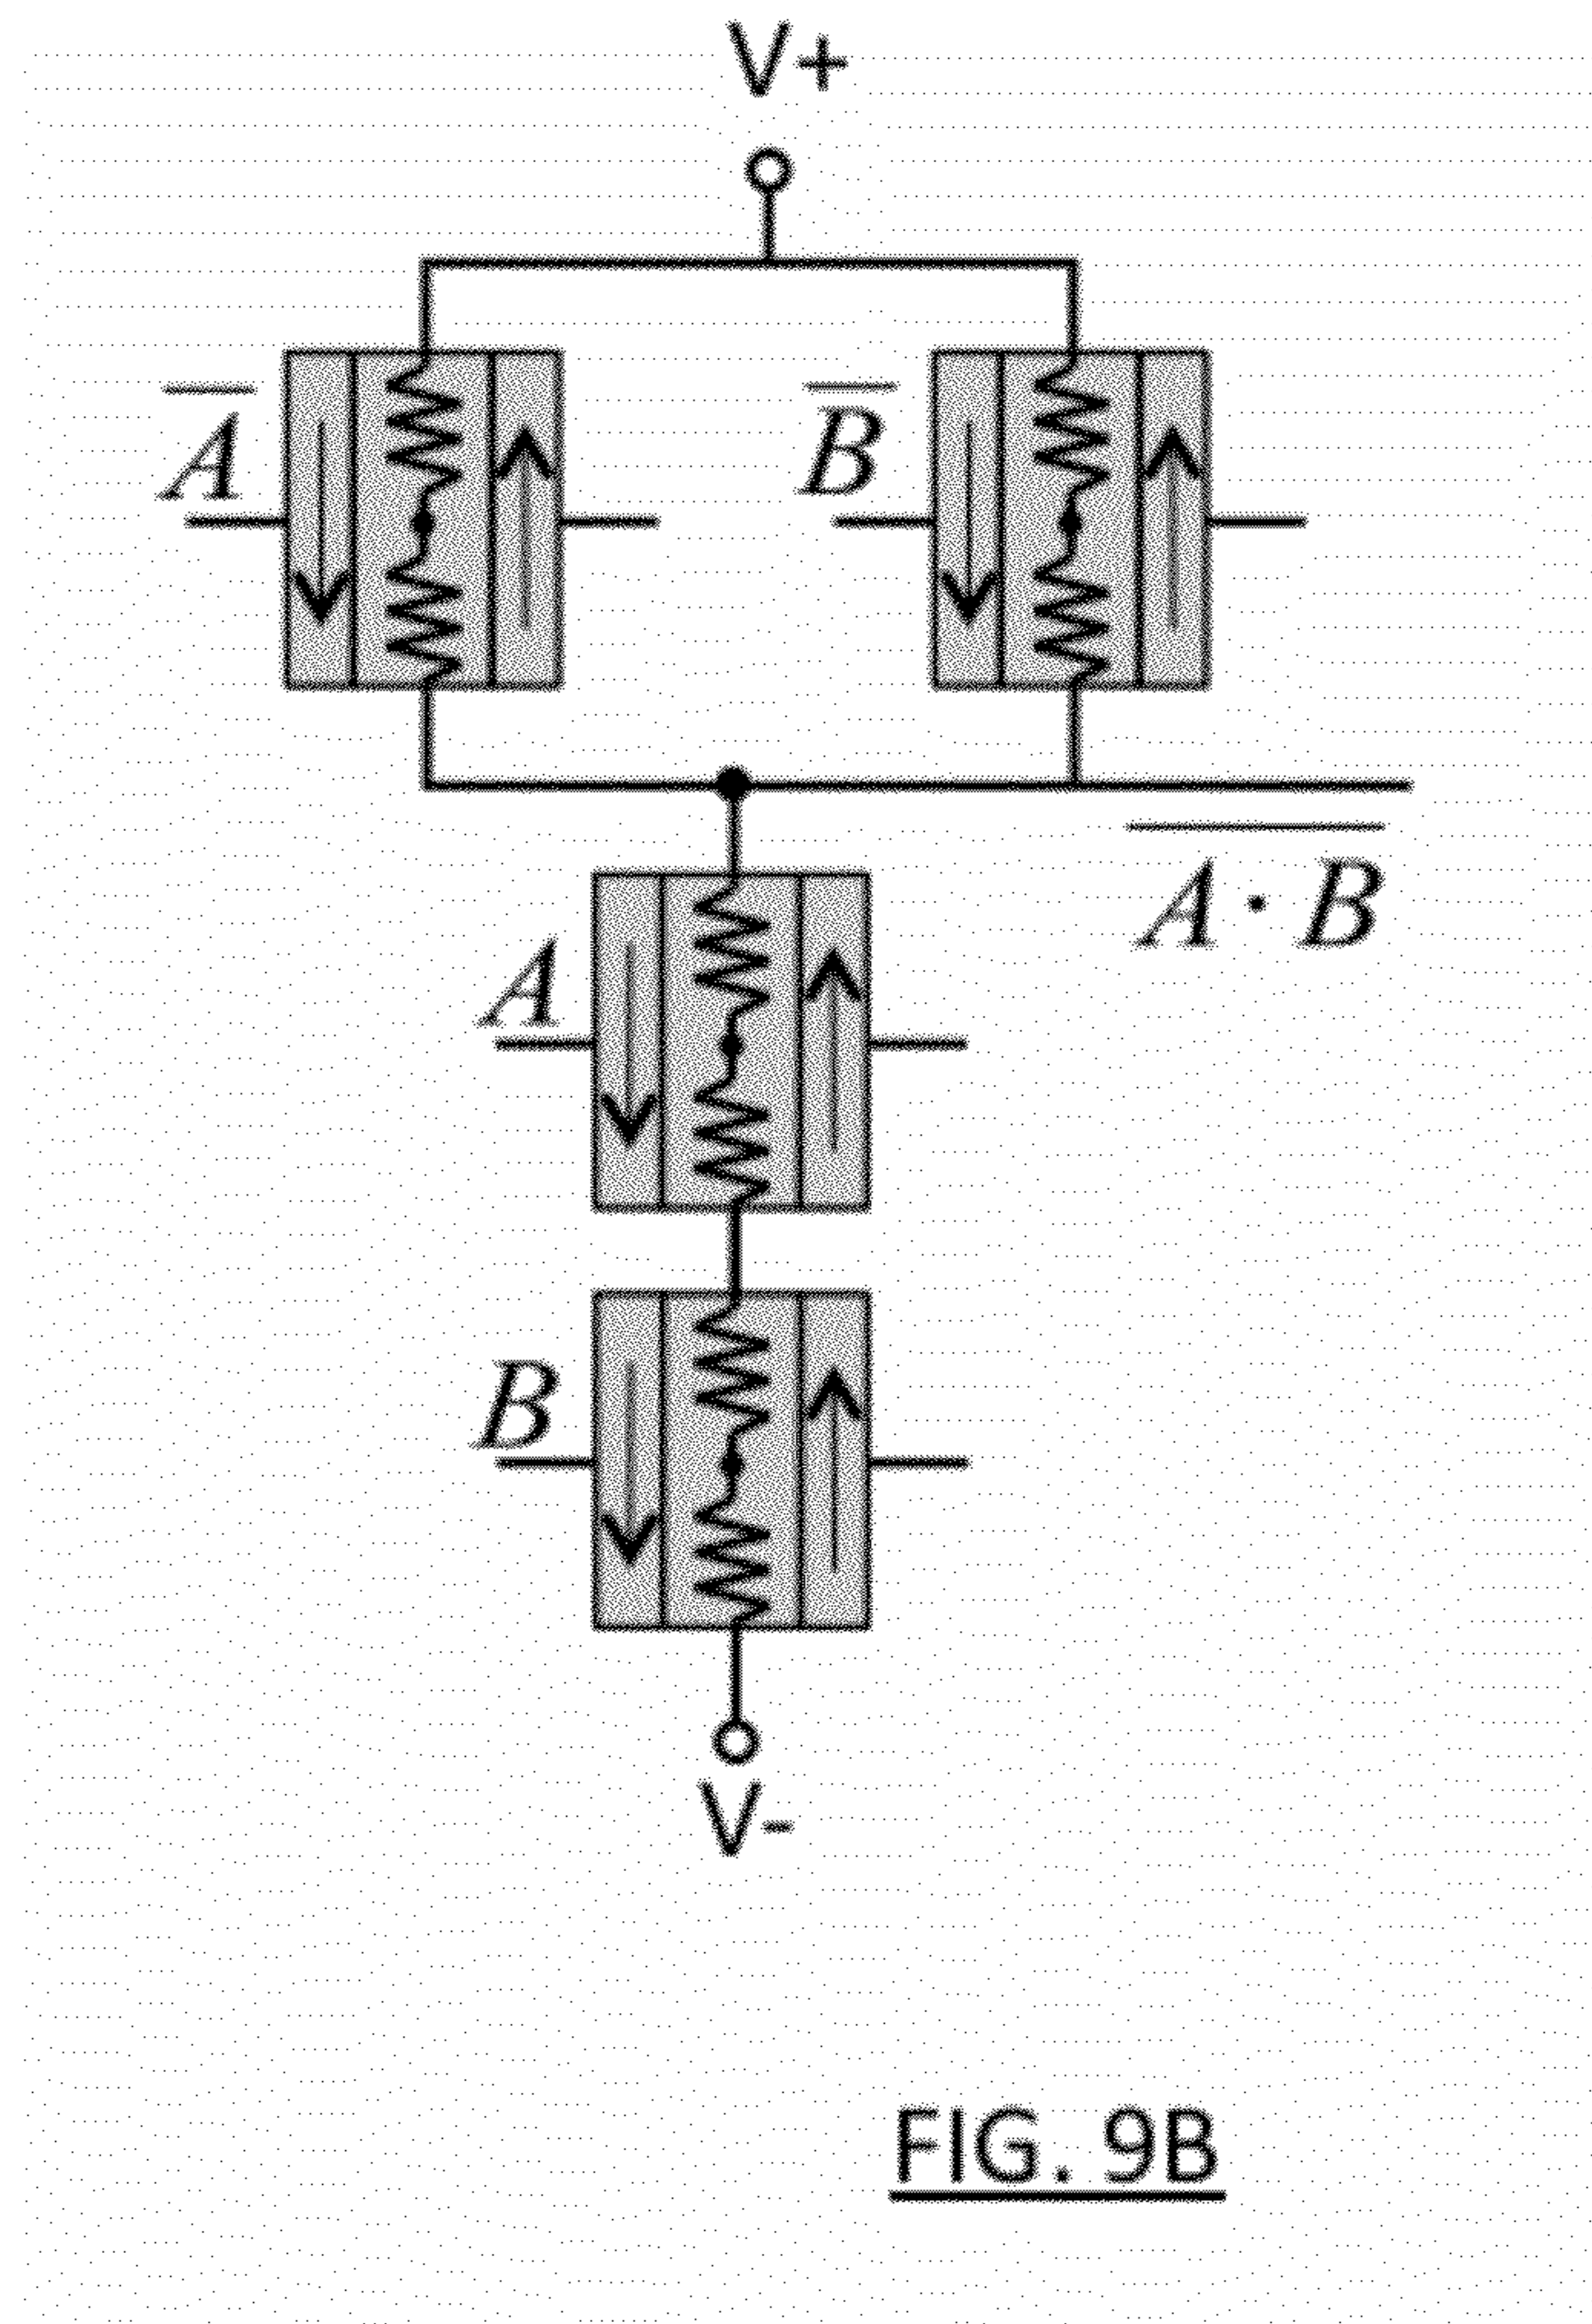 V+
A̅
B̅
A̅ ̅·̅ ̅B̅
A
B
V-
FIG. 9B